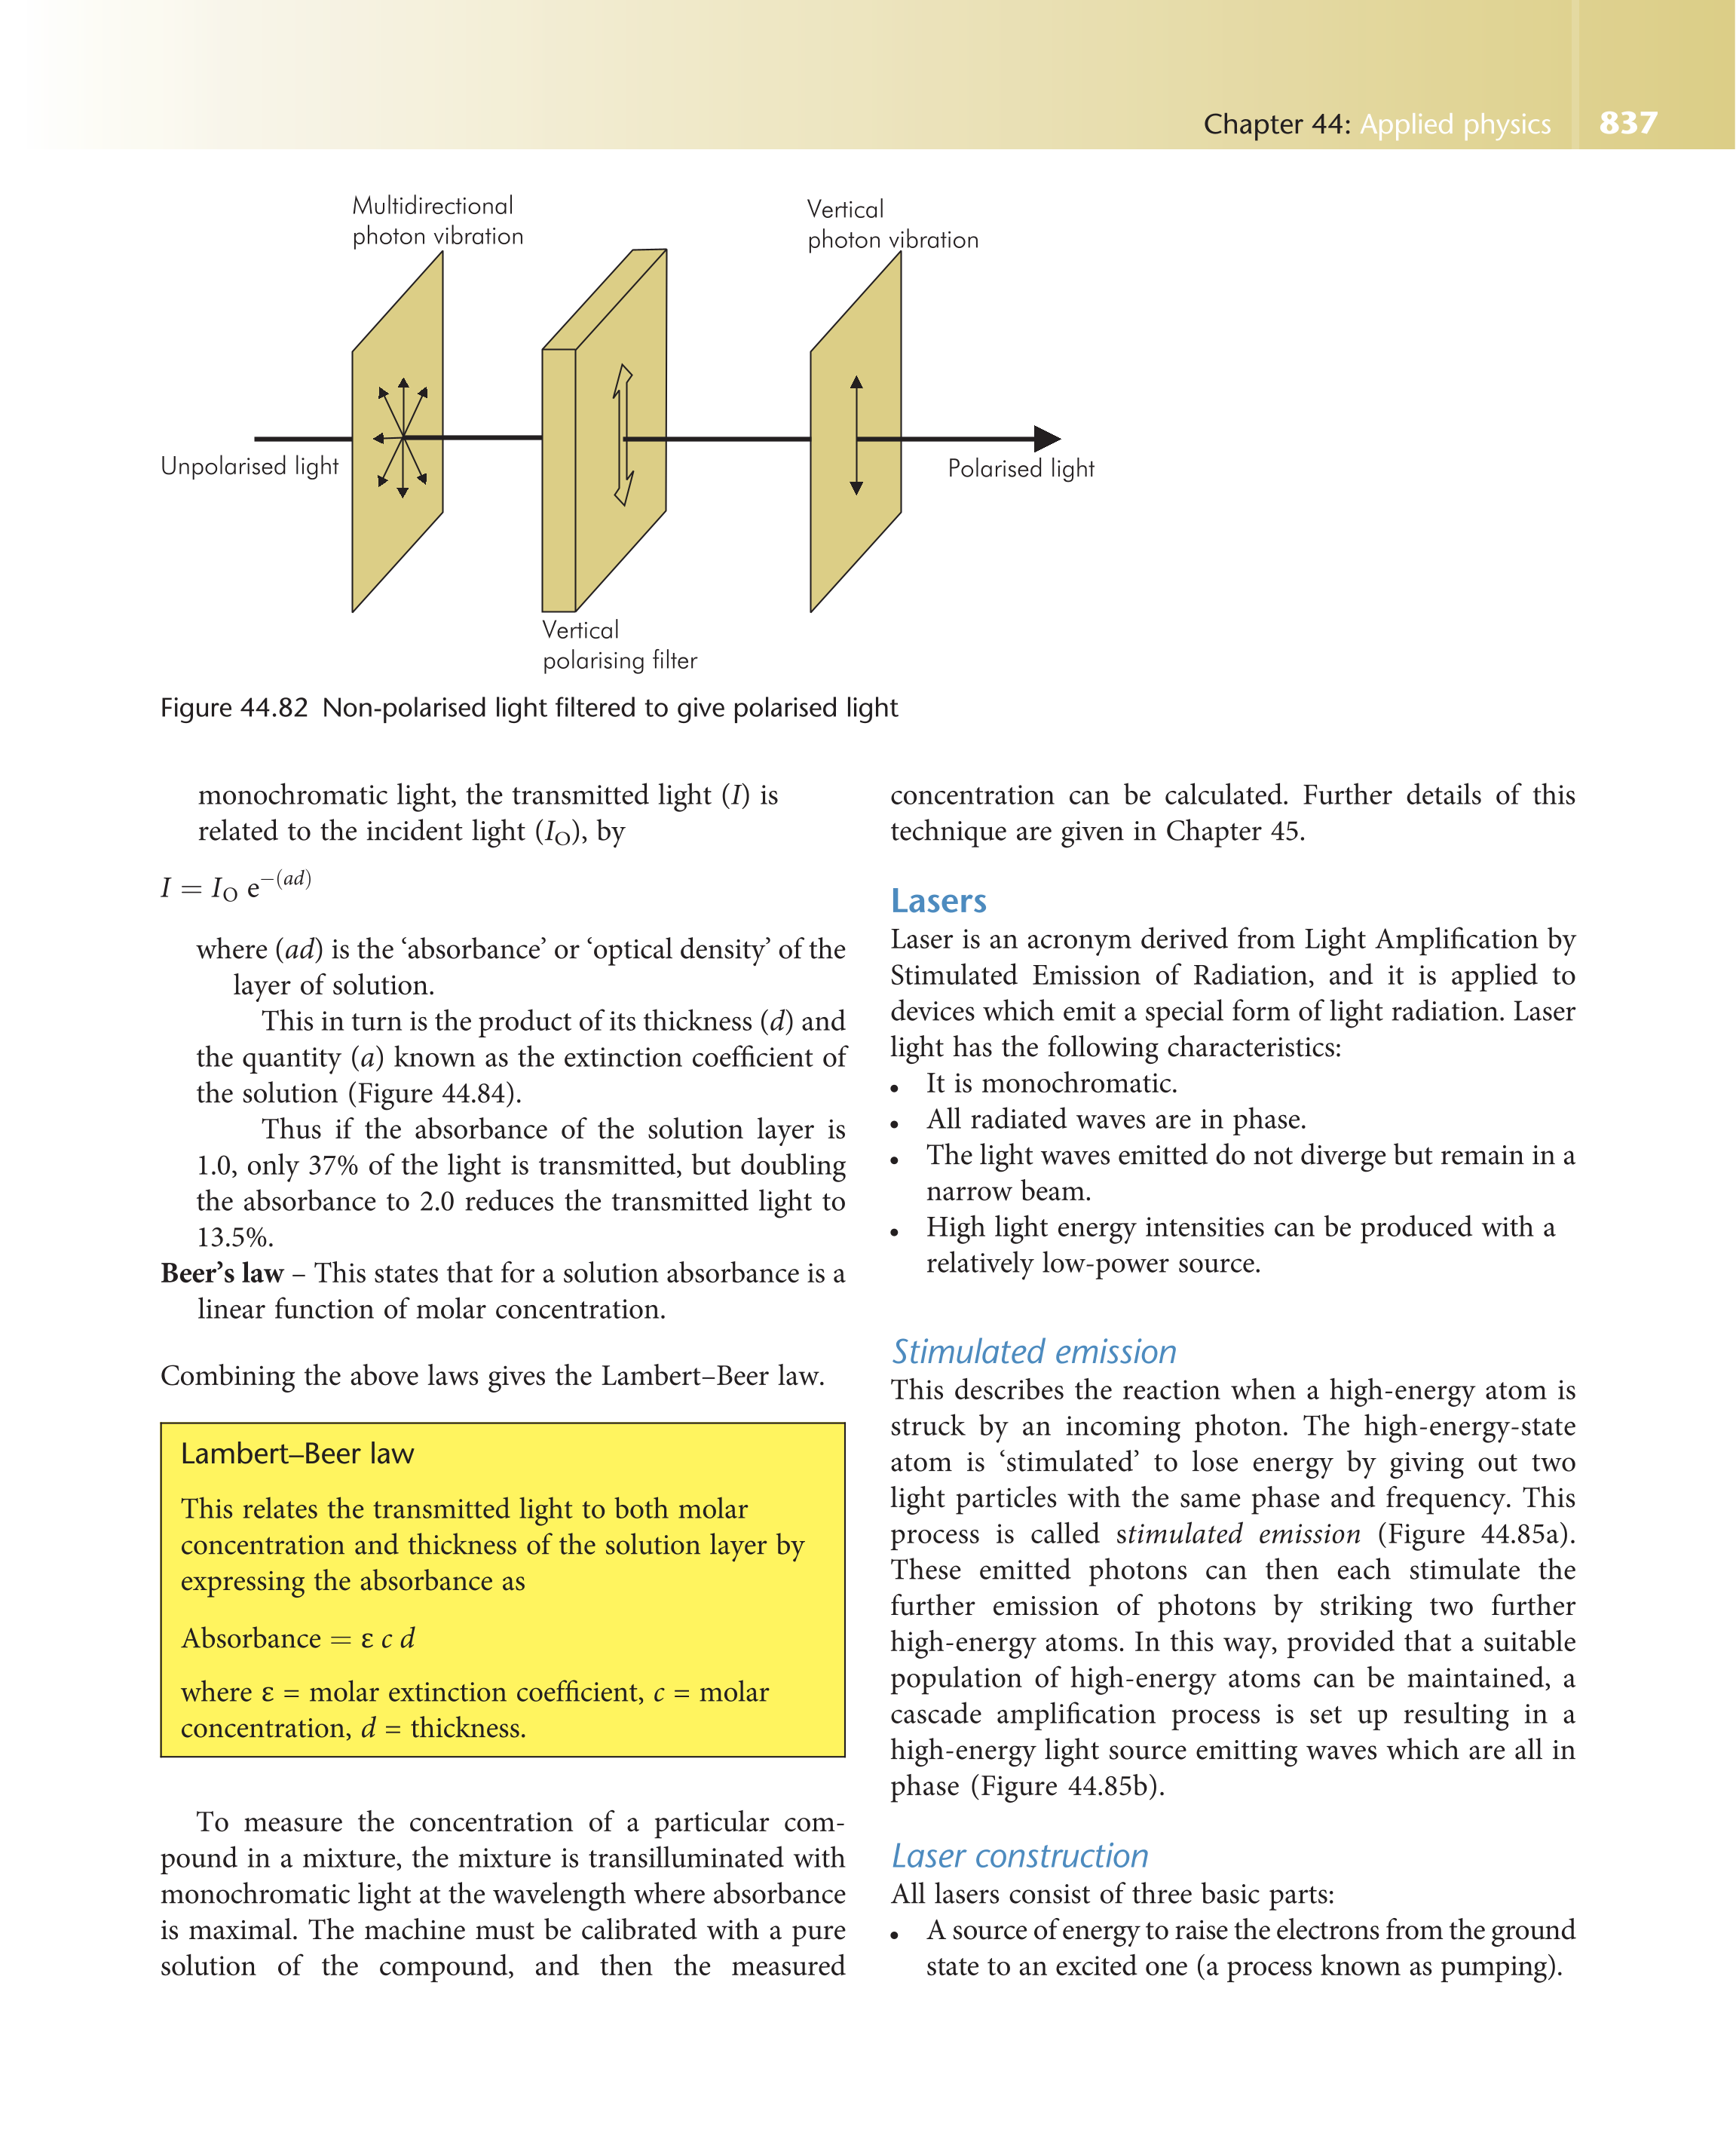 Chapter 44: Applied physics 837
Multidirectional
photon vibration
Vertical
photon vibration
Unpolarised light
Polarised light
Vertical
polarising filter
Figure 44.82 Non-polarised light filtered to give polarised light
monochromatic light, the transmitted light (I) is
related to the incident light (I_O), by
I = I_O e^−(ad)
where (ad) is the ‘absorbance’ or ‘optical density’ of the
layer of solution.
This in turn is the product of its thickness (d) and
the quantity (a) known as the extinction coefficient of
the solution (Figure 44.84).
Thus if the absorbance of the solution layer is
1.0, only 37% of the light is transmitted, but doubling
the absorbance to 2.0 reduces the transmitted light to
13.5%.
Beer’s law – This states that for a solution absorbance is a
linear function of molar concentration.
Combining the above laws gives the Lambert–Beer law.
Lambert–Beer law
This relates the transmitted light to both molar
concentration and thickness of the solution layer by
expressing the absorbance as
Absorbance = ε c d
where ε = molar extinction coefficient, c = molar
concentration, d = thickness.
To measure the concentration of a particular com-
pound in a mixture, the mixture is transilluminated with
monochromatic light at the wavelength where absorbance
is maximal. The machine must be calibrated with a pure
solution of the compound, and then the measured
concentration can be calculated. Further details of this
technique are given in Chapter 45.
Lasers
Laser is an acronym derived from Light Amplification by
Stimulated Emission of Radiation, and it is applied to
devices which emit a special form of light radiation. Laser
light has the following characteristics:
• It is monochromatic.
• All radiated waves are in phase.
• The light waves emitted do not diverge but remain in a
narrow beam.
• High light energy intensities can be produced with a
relatively low-power source.
Stimulated emission
This describes the reaction when a high-energy atom is
struck by an incoming photon. The high-energy-state
atom is ‘stimulated’ to lose energy by giving out two
light particles with the same phase and frequency. This
process is called stimulated emission (Figure 44.85a).
These emitted photons can then each stimulate the
further emission of photons by striking two further
high-energy atoms. In this way, provided that a suitable
population of high-energy atoms can be maintained, a
cascade amplification process is set up resulting in a
high-energy light source emitting waves which are all in
phase (Figure 44.85b).
Laser construction
All lasers consist of three basic parts:
• A source of energy to raise the electrons from the ground
state to an excited one (a process known as pumping).